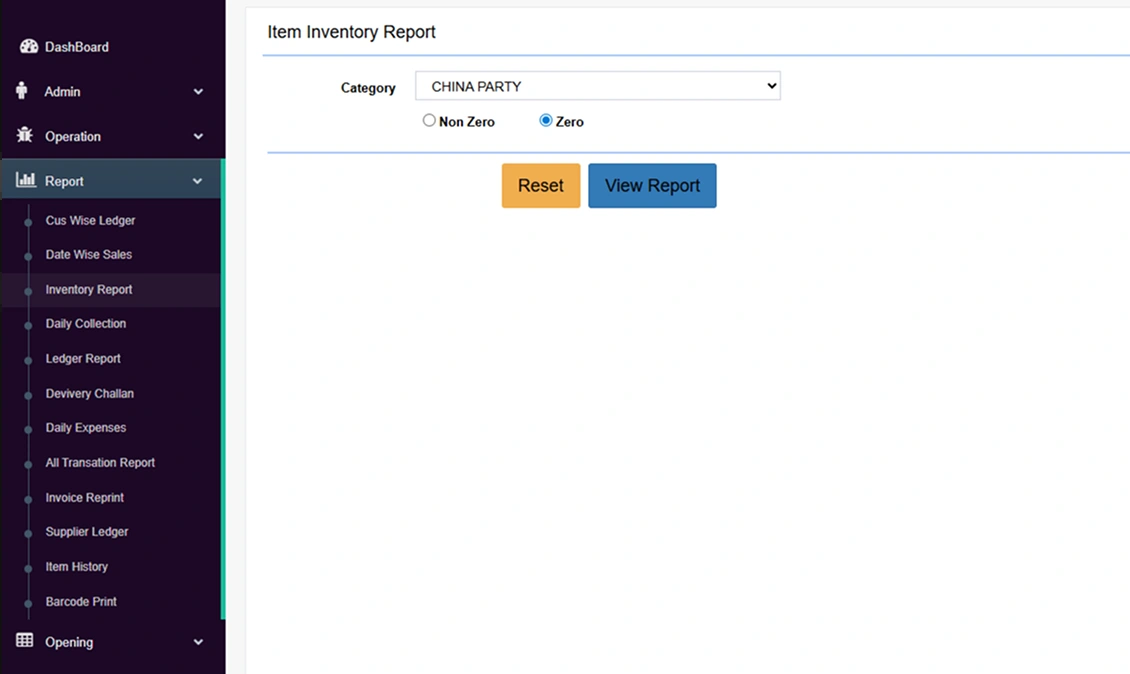 DashBoard
Admin
Operation
Report
Cus Wise Ledger
Date Wise Sales
Inventory Report
Daily Collection
Ledger Report
Devivery Challan
Daily Expenses
All Transation Report
Invoice Reprint
Supplier Ledger
Item History
Barcode Print
Opening
Item Inventory Report
Category CHINA PARTY
Non Zero Zero
Reset View Report